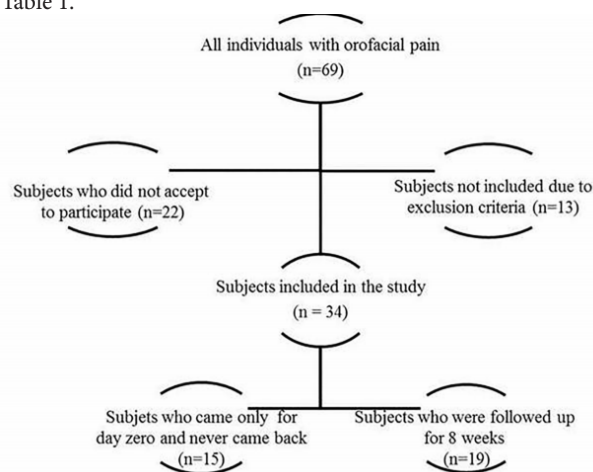 Table 1.
All individuals with orofacial pain
(n=69)
Subjects who did not accept
to participate (n=22)
Subjects not included due to
exclusion criteria (n=13)
Subjects included in the study
(n = 34)
Subjets who came only for
day zero and never came back
(n=15)
Subjects who were followed up
for 8 weeks
(n=19)